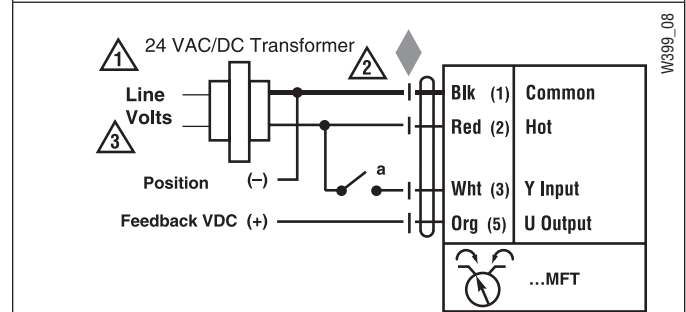 W399_08
1 24 VAC/DC Transformer
2
Line
Volts
3
Blk (1) Common
Red (2) Hot
a
Position (–)
Wht (3) Y Input
Feedback VDC (+)
Org (5) U Output
...MFT